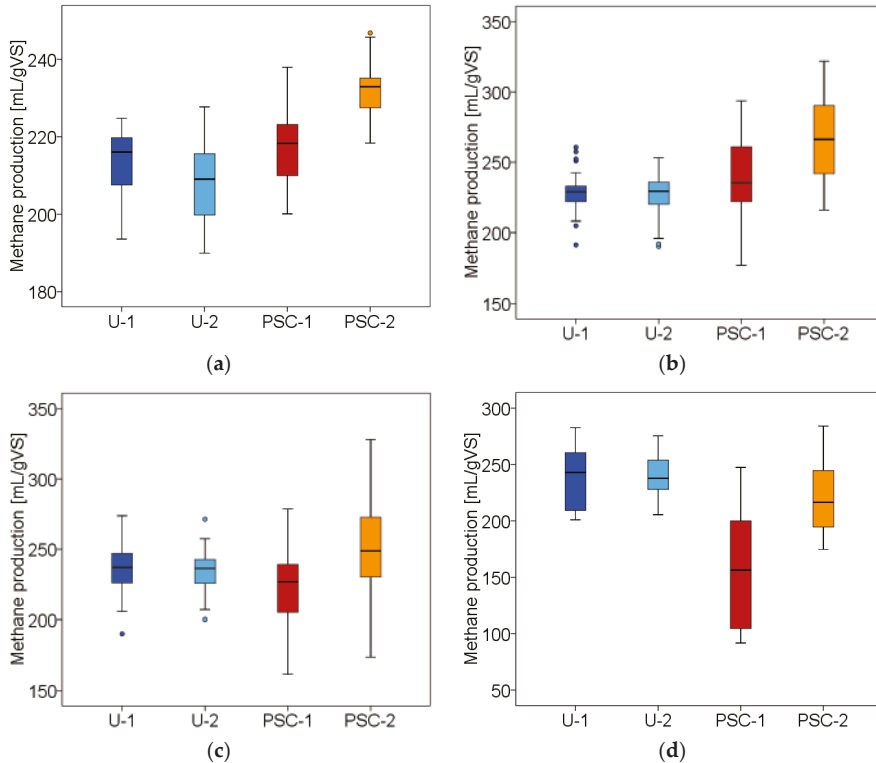 Methane production [mL/gVS]
240
220
200
180
U-1 U-2 PSC-1 PSC-2
(a)
Methane production [mL/gVS]
350
300
250
200
150
U-1 U-2 PSC-1 PSC-2
(b)
Methane production [mL/gVS]
350
300
250
200
150
U-1 U-2 PSC-1 PSC-2
(c)
Methane production [mL/gVS]
300
250
200
150
100
50
U-1 U-2 PSC-1 PSC-2
(d)